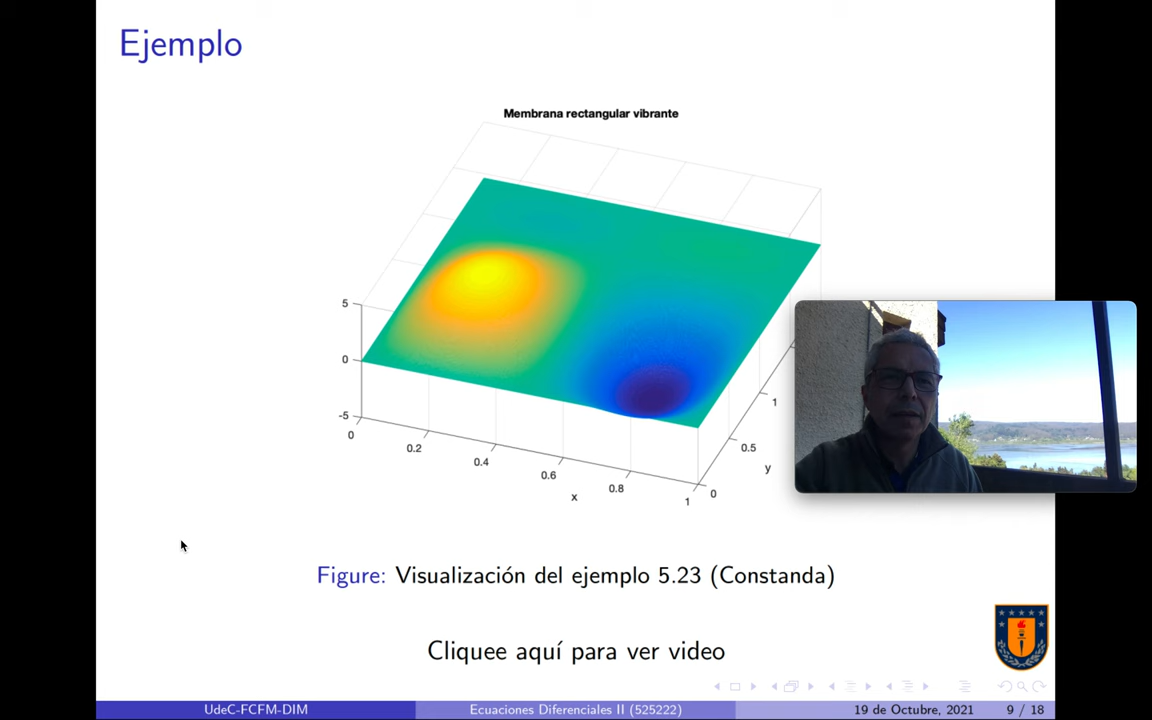 Ejemplo
Membrana rectangular vibrante
5
0
-5
0
0.2
0.4
0.6
0.8
1
x
0
0.5
1
y
Figure: Visualización del ejemplo 5.23 (Constanda)
Cliquee aquí para ver video
UdeC-FCFM-DIM
Ecuaciones Diferenciales II (525222)
19 de Octubre, 2021
9 / 18